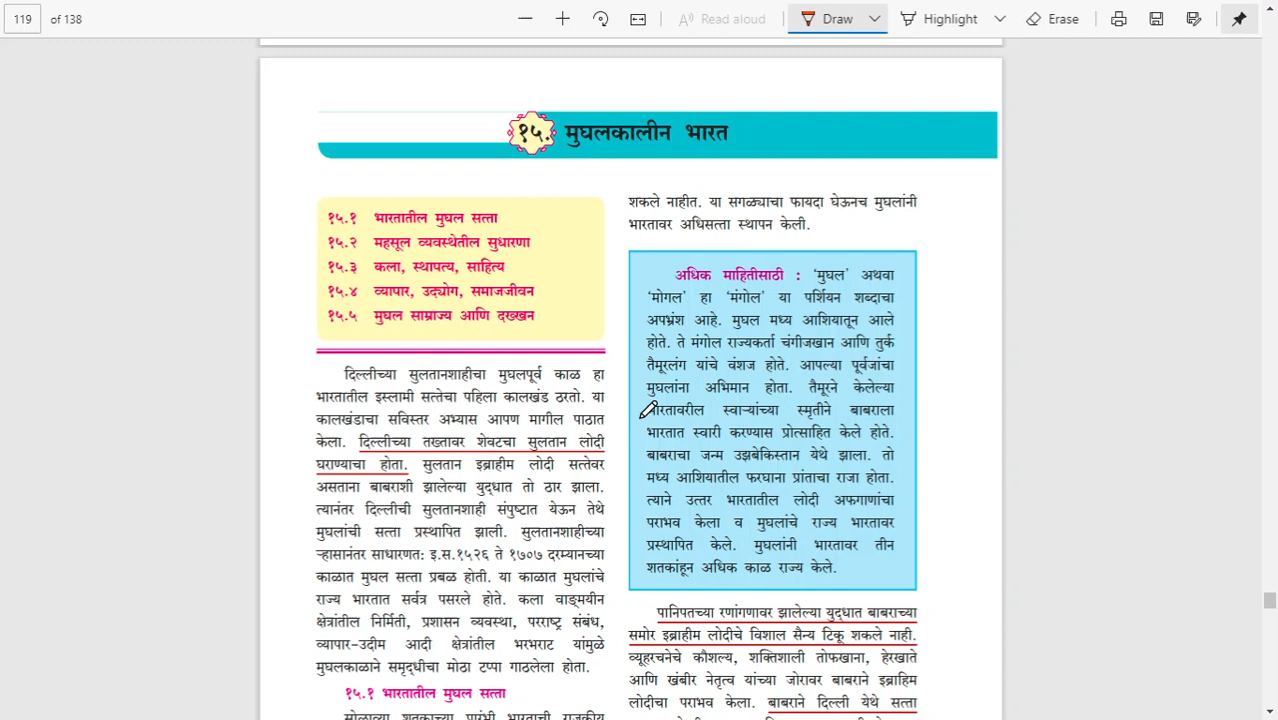 119 of 138 Read aloud Draw Highlight Erase
१५. मुघलकालीन भारत
१५.१ भारतातील मुघल सत्ता
१५.२ महसूल व्यवस्थेतील सुधारणा
१५.३ कला, स्थापत्य, साहित्य
१५.४ व्यापार, उद्योग, समाजजीवन
१५.५ मुघल साम्राज्य आणि दख्खन
दिल्लीच्या सुलतानशाहीचा मुघलपूर्व काळ हा
भारतातील इस्लामी सत्तेचा पहिला कालखंड ठरतो. या
कालखंडाचा सविस्तर अभ्यास आपण मागील पाठात
केला. दिल्लीच्या तख्तावर शेवटचा सुलतान लोदी
घराण्याचा होता. सुलतान इब्राहीम लोदी सत्तेवर
असताना बाबराशी झालेल्या युद्धात तो ठार झाला.
त्यानंतर दिल्लीची सुलतानशाही संपुष्टात येऊन तेथे
मुघलांची सत्ता प्रस्थापित झाली. सुलतानशाहीच्या
ऱ्हासानंतर साधारणत: इ.स.१५२६ ते १७०७ दरम्यानच्या
काळात मुघल सत्ता प्रबळ होती. या काळात मुघलांचे
राज्य भारतात सर्वत्र पसरले होते. कला वाङ्मयीन
क्षेत्रांतील निर्मिती, प्रशासन व्यवस्था, परराष्ट्र संबंध,
व्यापार-उदीम आदी क्षेत्रांतील भरभराट यांमुळे
मुघलकाळाने समृद्धीचा मोठा टप्पा गाठलेला होता.
१५.१ भारतातील मुघल सत्ता
सोळाव्या शतकाच्या प्रारंभी भारताची राजकीय
शकले नाहीत. या सगळ्याचा फायदा घेऊनच मुघलांनी
भारतावर अधिसत्ता स्थापन केली.
अधिक माहितीसाठी : ‘मुघल’ अथवा
‘मोगल’ हा ‘मंगोल’ या पर्शियन शब्दाचा
अपभ्रंश आहे. मुघल मध्य आशियातून आले
होते. ते मंगोल राज्यकर्ता चंगीजखान आणि तुर्क
तैमूरलंग यांचे वंशज होते. आपल्या पूर्वजांचा
मुघलांना अभिमान होता. तैमूरने केलेल्या
भारतावरील स्वाऱ्यांच्या स्मृतीने बाबराला
भारतात स्वारी करण्यास प्रोत्साहित केले होते.
बाबराचा जन्म उझबेकिस्तान येथे झाला. तो
मध्य आशियातील फरघाना प्रांताचा राजा होता.
त्याने उत्तर भारतातील लोदी अफगाणांचा
पराभव केला व मुघलांचे राज्य भारतावर
प्रस्थापित केले. मुघलांनी भारतावर तीन
शतकांहून अधिक काळ राज्य केले.
पानिपतच्या रणांगणावर झालेल्या युद्धात बाबराच्या
समोर इब्राहीम लोदीचे विशाल सैन्य टिकू शकले नाही.
व्यूहरचनेचे कौशल्य, शक्तिशाली तोफखाना, हेरखाते
आणि खंबीर नेतृत्व यांच्या जोरावर बाबराने इब्राहिम
लोदीचा पराभव केला. बाबराने दिल्ली येथे सत्ता